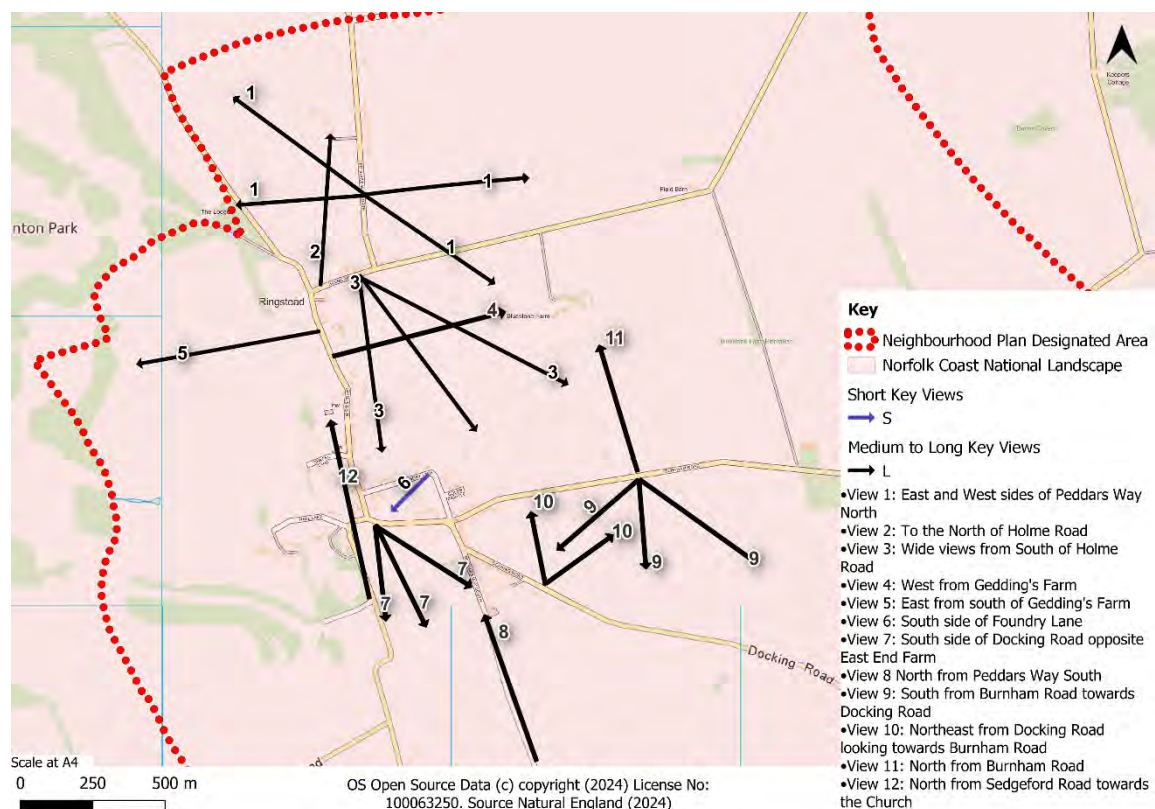 Keepers
Cottage
nton Park
1
1
1
2
Field Barn
1
3
Ringstead
4
5
11
3
3
12
6
10
9
10
9
9
7
7
7
8
Docking Road
Key
Neighbourhood Plan Designated Area
Norfolk Coast National Landscape
Short Key Views
S
Medium to Long Key Views
L
•View 1: East and West sides of Peddars Way
North
•View 2: To the North of Holme Road
•View 3: Wide views from South of Holme
Road
•View 4: West from Gedding's Farm
•View 5: East from south of Gedding's Farm
•View 6: South side of Foundry Lane
•View 7: South side of Docking Road opposite
East End Farm
•View 8 North from Peddars Way South
•View 9: South from Burnham Road towards
Docking Road
•View 10: Northeast from Docking Road
looking towards Burnham Road
•View 11: North from Burnham Road
•View 12: North from Sedgeford Road towards
the Church
Scale at A4
0 250 500 m
OS Open Source Data (c) copyright (2024) License No:
100063250. Source Natural England (2024)